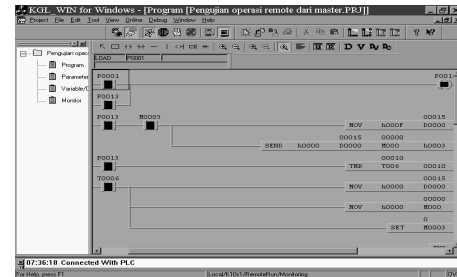 KGL_WIN for Windows - [Program [Pengujian operasi remote dari master.PRJ]]
Project File Edit Tool View Online Debug Window Help
LOAD P0001
Pengujian opera
Program
Parameter
Variable/C
Monitor
P0001 P001
P0013
P0013 M0003 00015
MOV h000F D0000
00015 00000
SEND h0000 D0000 M000 h0003
P0013 00010
TMR T006 00010
T0006 00015
MOV h0000 D0000
00000
MOV h0000 M000
0
SET M0003
07:36:18 Connected With PLC
For Help, press F1 Local/K10s1/RemoteRun/Monitoring OV